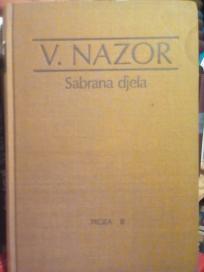 V. NAZOR
Sabrana djela
PROZA II